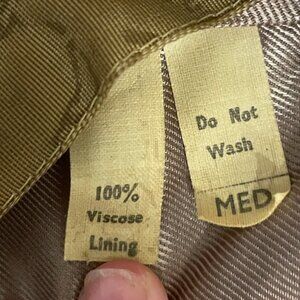 100%
Viscose
Lining
Do Not
Wash
MED